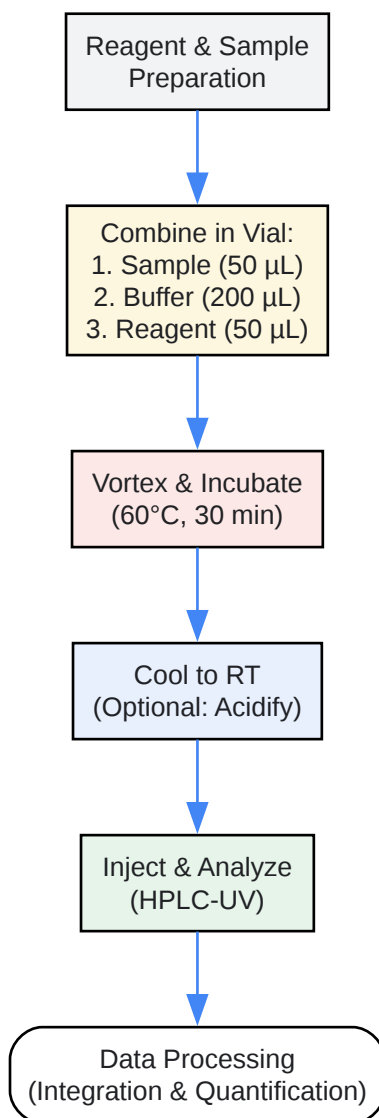 Reagent & Sample
Preparation
Combine in Vial:
1. Sample (50 µL)
2. Buffer (200 µL)
3. Reagent (50 µL)
Vortex & Incubate
(60°C, 30 min)
Cool to RT
(Optional: Acidify)
Inject & Analyze
(HPLC-UV)
Data Processing
(Integration & Quantification)